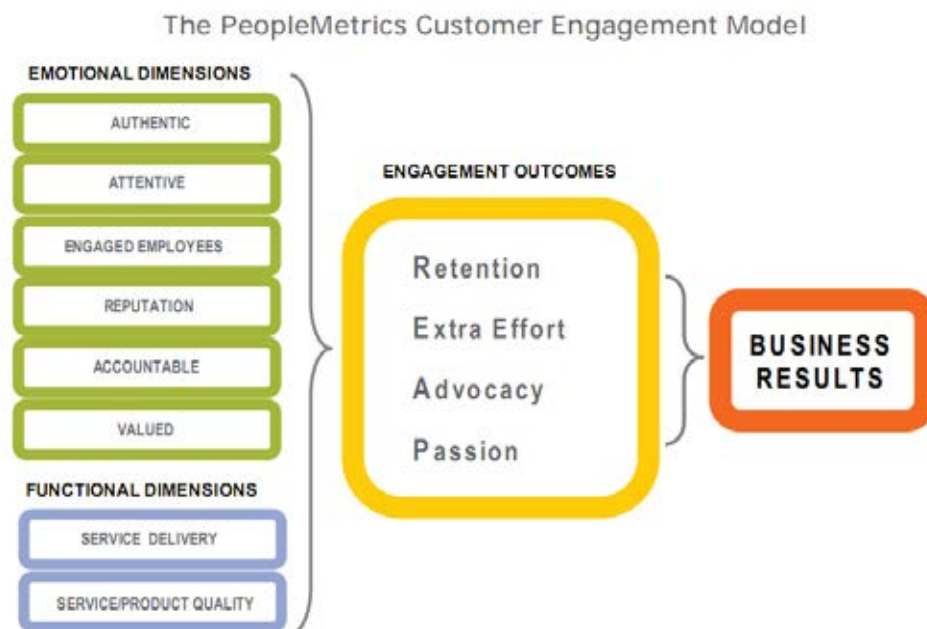 The PeopleMetrics Customer Engagement Model
EMOTIONAL DIMENSIONS
AUTHENTIC
ATTENTIVE
ENGAGED EMPLOYEES
REPUTATION
ACCOUNTABLE
VALUED
FUNCTIONAL DIMENSIONS
SERVICE DELIVERY
SERVICE/PRODUCT QUALITY
ENGAGEMENT OUTCOMES
Retention
Extra Effort
Advocacy
Passion
BUSINESS
RESULTS